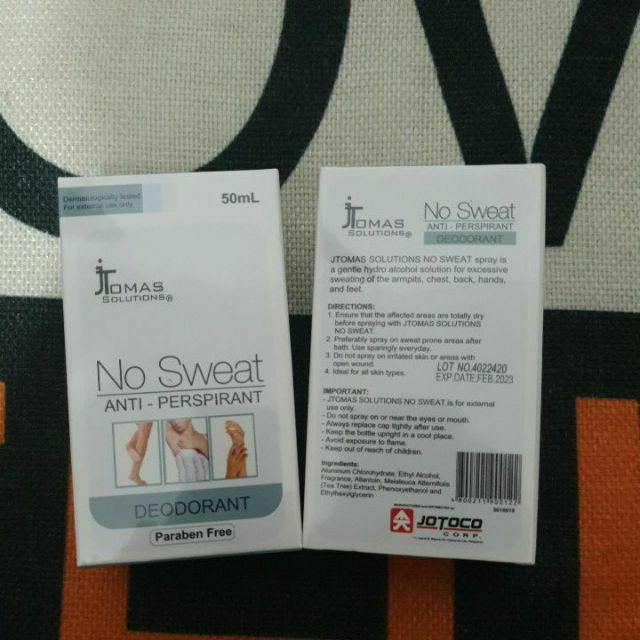 Dermatologically tested
For external use only
50mL
JTOMAS
SOLUTIONS®
No Sweat
ANTI - PERSPIRANT
DEODORANT
Paraben Free
JTOMAS
SOLUTIONS®
No Sweat
ANTI - PERSPIRANT
DEODORANT
JTOMAS SOLUTIONS NO SWEAT spray is
a gentle hydro alcohol solution for excessive
sweating of the armpits, chest, back, hands,
and feet.
DIRECTIONS:
1. Ensure that the affected areas are totally dry
before spraying with JTOMAS SOLUTIONS
NO SWEAT.
2. Preferably spray on sweat prone areas after
bath. Use sparingly everyday.
3. Do not spray on irritated skin or areas with
open wound.
4. Ideal for all skin types.
LOT NO.4022420
EXP.DATE:FEB.2023
IMPORTANT:
- JTOMAS SOLUTIONS NO SWEAT is for external
use only.
- Do not spray on or near the eyes or mouth.
- Always replace cap tightly after use.
- Keep the bottle upright in a cool place.
- Avoid exposure to flame.
- Keep out of reach of children.
Ingredients:
Aluminum Chlorohydrate, Ethyl Alcohol,
Fragrance, Allantoin, Melaleuca Alternifolia
(Tea Tree) Extract, Phenoxyethanol and
Ethylhexylglycerin
JOTOCO
CORP.